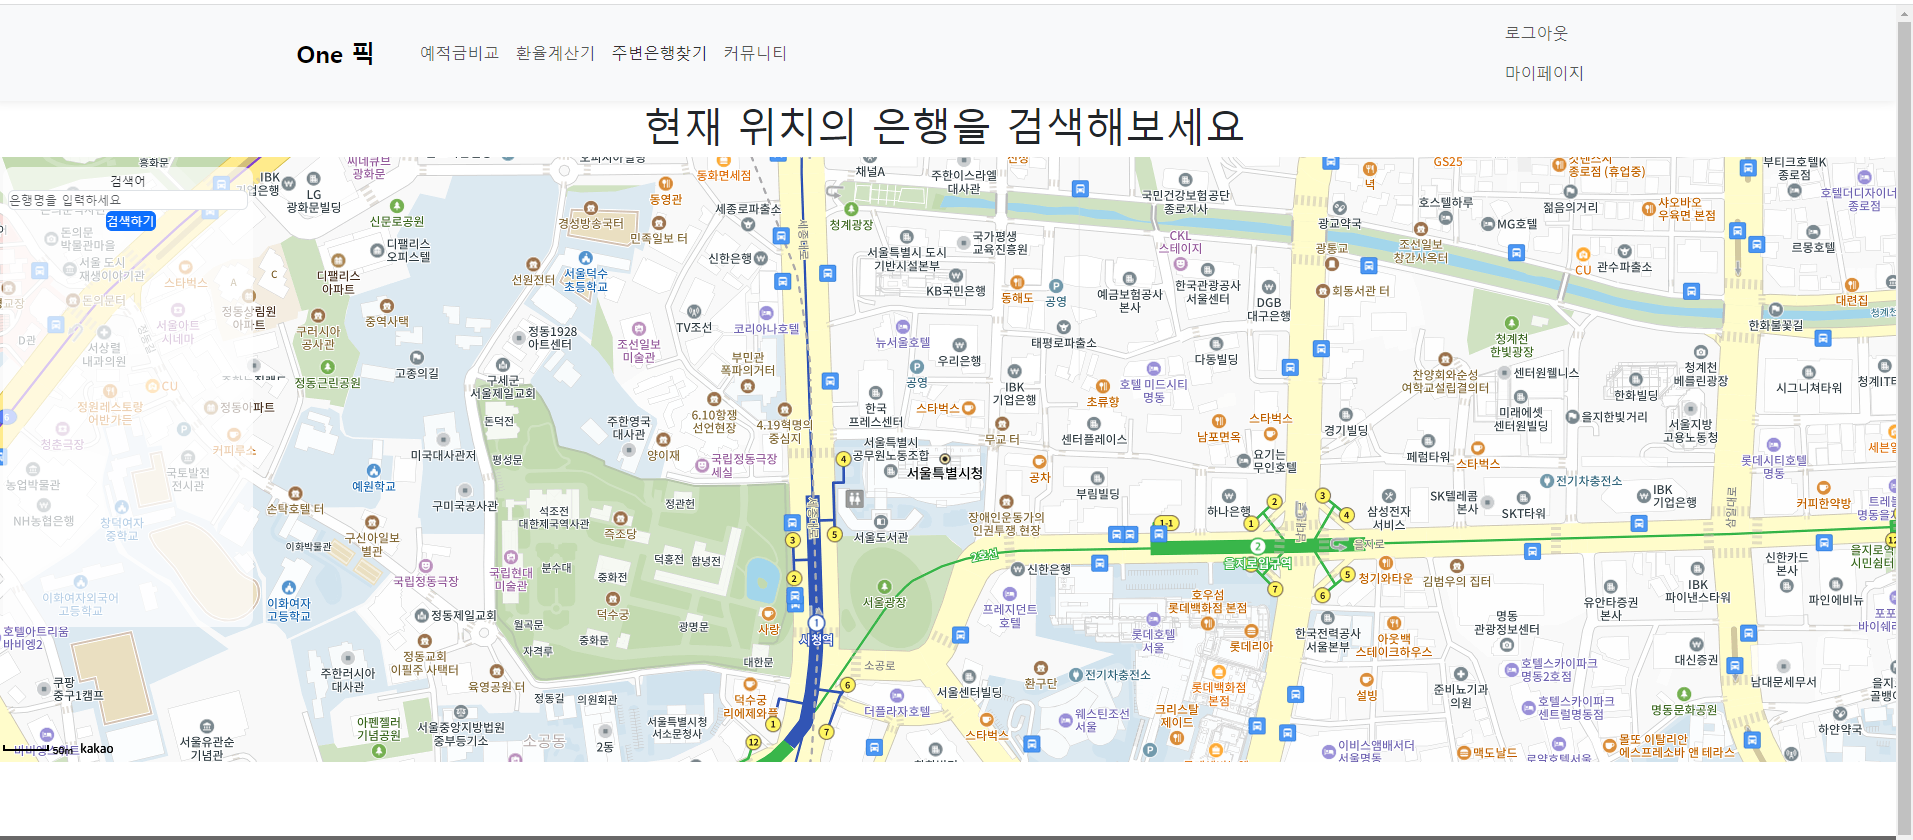 One 픽
예적금비교
환율계산기
주변은행찾기
커뮤니티
로그아웃
마이페이지
현재 위치의 은행을 검색해보세요
검색어
은행명을 입력하세요
검색하기
흥화문
씨네큐브
광화문
동화면세점
채널A
주한이스라엘
대사관
GS25
종로점 (휴업중)
부티크호텔K
종로점
호텔더디자이너
종로점
LG
광화문빌딩
신문로공원
경성방송국터
동영관
민족일보 터
세종로파출소
청계광장
국민건강보험공단
종로지사
녁
광교약국
호스텔하루
젊음의거리
MG호텔
샤오바오
우육면 본점
르몽호텔
돈의문
박물관마을
디팰리스
오피스텔
서울 도시
재생이야기관
디팰리스
아파트
선원전터
서울덕수
초등학교
신한은행
서울특별시 도시
기반시설본부
국가평생
교육진흥원
CKL
스테이지
광통교
조선일보
창간사옥터
CU
관수파출소
스타벅스
돈의문터
KB국민은행
동해도
공영
예금보험공사
본사
한국관광공사
서울센터
DGB
대구은행
회동서관 터
대련집
서울아트
시네마
구러시아
공사관
중역사택
정동1928
아트센터
TV조선
코리아나호텔
조선일보
미술관
뉴서울호텔
태평로파출소
청계천
한빛광장
한화불꽃길
D관
서상렬
내과의원
정동근린공원
고종의길
구세군
서울제일교회
부민관
폭파의거터
우리은행
공영
IBK
기업은행
다동빌딩
호텔 미드시티
명동
찬양회와순성
여학교설립결의터
센터원웰니스
한화빌딩
청계천
베를린광장
시그니쳐타워
CU
정원레스토랑
어반가든
초류향
한국
프레스센터
스타벅스
6.10항쟁
선언현장
4.19혁명의
중심지
돈덕전
주한영국
대사관
양이재
미국대사관저
평성문
국립정동극장
세실
서울특별시
공무원노동조합
서울특별시청
무교 터
센터플레이스
남포면옥
스타벅스
경기빌딩
미래에셋
센터원빌딩
을지한빛거리
서울지방
고용노동청
세춘극장
커피루소
국토발전
전시관
농업박물관
NH농협은행
예원학교
공차
요기는
무인호텔
페럼타워
스타벅스
롯데시티호텔
명동
전기차충전소
IBK
기업은행
커피한약방
구미국공사관
손탁호텔 터
정관헌
석조전
대한제국역사관
즉조당
부림빌딩
하나은행
삼성전자
서비스
SK텔레콤
본사
SKT타워
삼일대로
창덕여자
중학교
구신아일보
별관
이화박물관
서울도서관
장애인운동가의
인권투쟁 현장
2호선
을지로
을지로입구역
덕홍전
함녕전
분수대
중화전
국립현대
미술관
국립정동극장
이화여자외국어
고등학교
이화여자
고등학교
덕수궁
서울광장
신한은행
프레지던트
호텔
호우섬
롯데백화점 본점
청기와타운
김범우의 집터
유안타증권
본사
IBK
파이낸스타워
신한카드
본사
파인에비뉴
정동제일교회
월곡문
중화문
광명문
사랑
시청역
롯데호텔
서울
롯데리아
한국전력공사
서울본부
아웃백
스테이크하우스
명동
관광정보센터
호텔아트리움
바비엥2
정동교회
이필주 사택터
자격루
대한문
소공로
환구단
전기차충전소
롯데백화점
본점
설빙
호텔스카이파크
명동2호점
대신증권
남대문세무서
쿠팡
중구1캠프
주한러시아
대사관
육영공원 터
정동길
의원회관
덕수궁
리에제와플
서울센터빌딩
더플라자호텔
웨스틴조선
서울
크리스탈
제이드
준비뇨기과
의원
호텔스카이파크
센트럴명동점
명동문화공원
하얀약국
아펜젤러
기념공원
서울중앙지방법원
중부등기소
소공동
2동
서울특별시청
서소문청사
스타벅스
이비스앰배서더
서울명동
맥도날드
로약호텔서울
몰또 이탈리안
에스프레소바 앤 테라스
서울유관순
기념관
50m
kakao